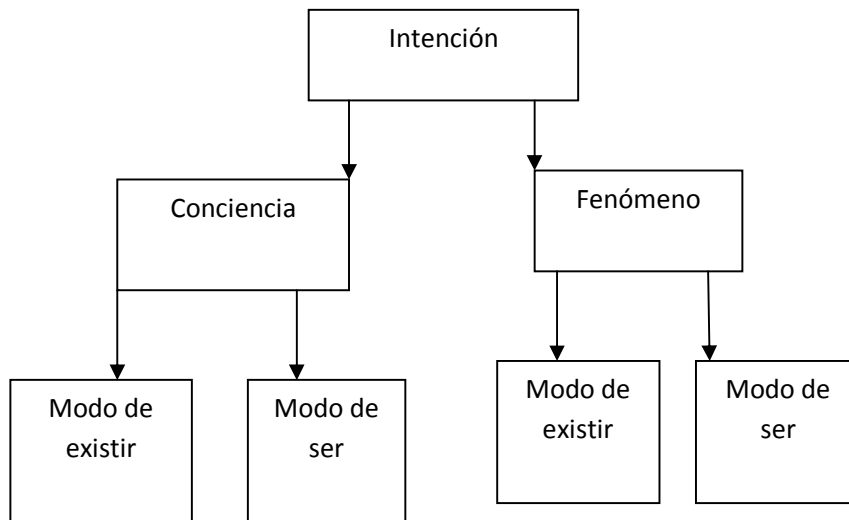 Intención
Conciencia
Fenómeno
Modo de
existir
Modo de
ser
Modo de
existir
Modo de
ser